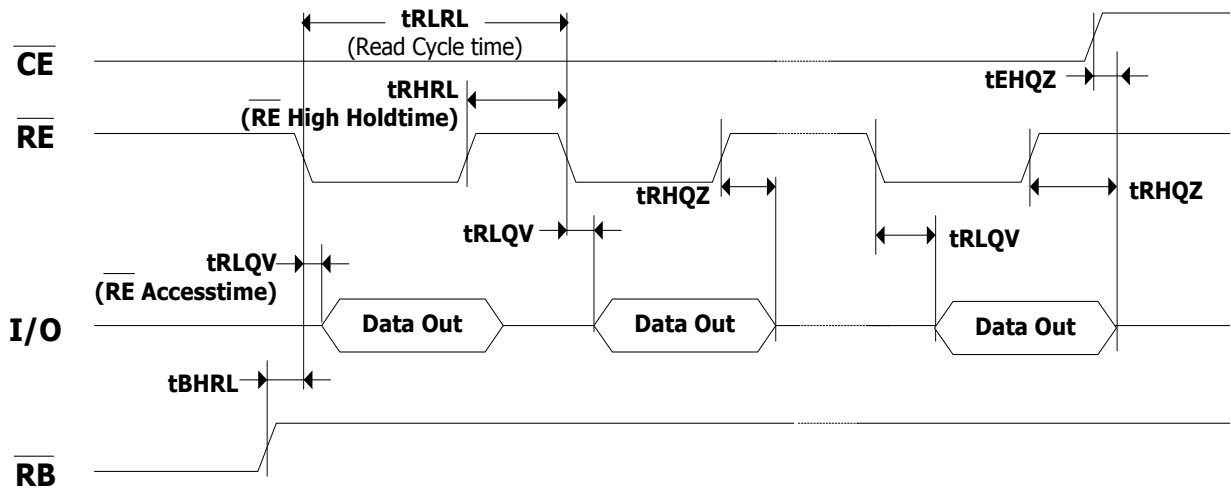 tRLRL
(Read Cycle time)
CE
tEHQZ
tRHRL
(RE High Holdtime)
RE
tRHQZ
tRHQZ
tRLQV
tRLQV
tRLQV
(RE Accesstime)
I/O
Data Out
Data Out
Data Out
tBHRL
RB